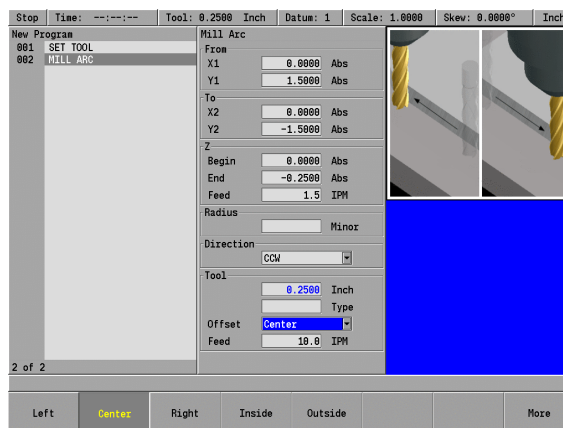 Stop Time: --:--:-- Tool: 0.2500 Inch Datum: 1 Scale: 1.0000 Skew: 0.0000° Inch
New Program
001 SET TOOL
002 MILL ARC
2 of 2
Mill Arc
From
X1 0.0000 Abs
Y1 1.5000 Abs
To
X2 0.0000 Abs
Y2 -1.5000 Abs
Z
Begin 0.0000 Abs
End -0.2500 Abs
Feed 1.5 IPM
Radius
Minor
Direction
CCW
Tool
0.2500 Inch
Type
Offset Center
Feed 10.0 IPM
Left Center Right Inside Outside More